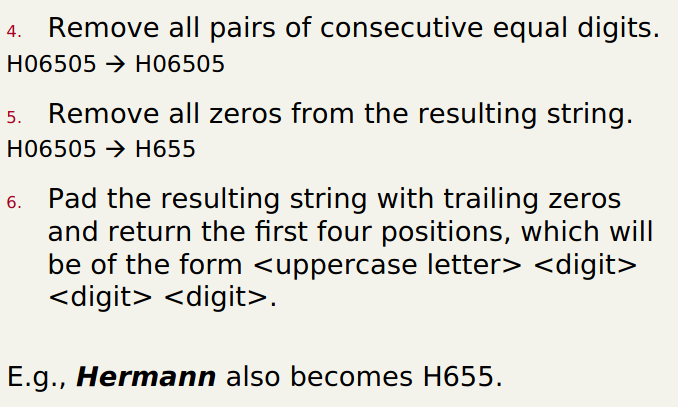 4. Remove all pairs of consecutive equal digits.
H06505 → H06505
5. Remove all zeros from the resulting string.
H06505 → H655
6. Pad the resulting string with trailing zeros
and return the first four positions, which will
be of the form <uppercase letter> <digit>
<digit> <digit>.
E.g., Hermann also becomes H655.